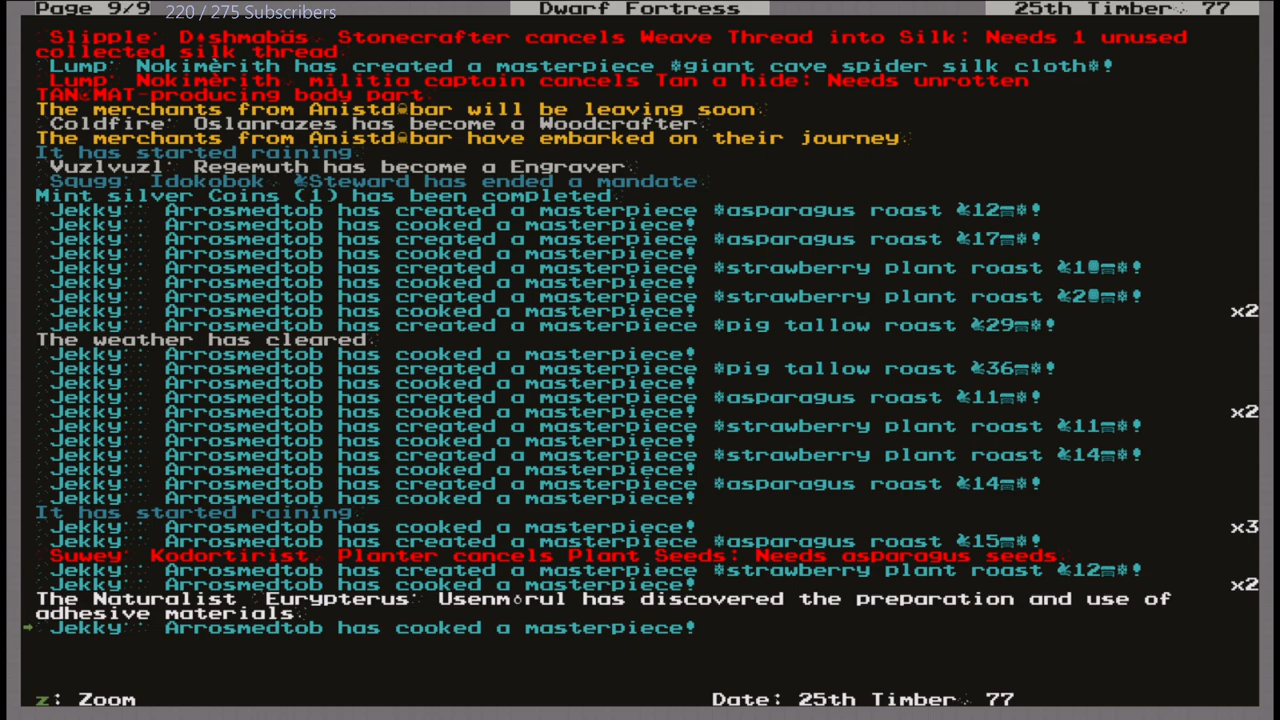 Page 9/9 220 / 275 Subscribers Dwarf Fortress 25th Timber 77
Slipple Stonecrafter cancels Weave Thread into Silk: Needs 1 unused
collected silk thread
Lump Nokimèrith has created a masterpiece *giant cave spider silk cloth*!
Lump Nokimèrith militia captain cancels Tan a hide: Needs unrotten
TAN_MAT-producing body part
The merchants from will be leaving soon
Coldfire Oslanrazes has become a Woodcrafter
The merchants from have embarked on their journey
It has started raining
Vuzlvuzl Regemuth has become a Engraver
Squgg Idokobok Steward has ended a mandate
Mint silver Coins (1) has been completed
Jekky Arrosmedtob has created a masterpiece *asparagus roast 12*!
Jekky Arrosmedtob has cooked a masterpiece!
Jekky Arrosmedtob has created a masterpiece *asparagus roast 17*!
Jekky Arrosmedtob has cooked a masterpiece!
Jekky Arrosmedtob has created a masterpiece *strawberry plant roast *!
Jekky Arrosmedtob has cooked a masterpiece!
Jekky Arrosmedtob has created a masterpiece *strawberry plant roast *!
Jekky Arrosmedtob has cooked a masterpiece! x2
Jekky Arrosmedtob has created a masterpiece *pig tallow roast 29*!
The weather has cleared
Jekky Arrosmedtob has cooked a masterpiece!
Jekky Arrosmedtob has created a masterpiece *pig tallow roast 36*!
Jekky Arrosmedtob has cooked a masterpiece!
Jekky Arrosmedtob has created a masterpiece *asparagus roast 11*!
Jekky Arrosmedtob has cooked a masterpiece! x2
Jekky Arrosmedtob has created a masterpiece *strawberry plant roast 11*!
Jekky Arrosmedtob has cooked a masterpiece!
Jekky Arrosmedtob has created a masterpiece *strawberry plant roast 14*!
Jekky Arrosmedtob has cooked a masterpiece!
Jekky Arrosmedtob has created a masterpiece *asparagus roast 14*!
Jekky Arrosmedtob has cooked a masterpiece!
It has started raining
Jekky Arrosmedtob has cooked a masterpiece! x3
Jekky Arrosmedtob has created a masterpiece *asparagus roast 15*!
Suwey Kodortirist Planter cancels Plant Seeds: Needs asparagus seeds
Jekky Arrosmedtob has created a masterpiece *strawberry plant roast 12*!
Jekky Arrosmedtob has cooked a masterpiece! x2
The Naturalist Eurypterus has discovered the preparation and use of
adhesive materials
Jekky Arrosmedtob has cooked a masterpiece!
z: Zoom Date: 25th Timber 77